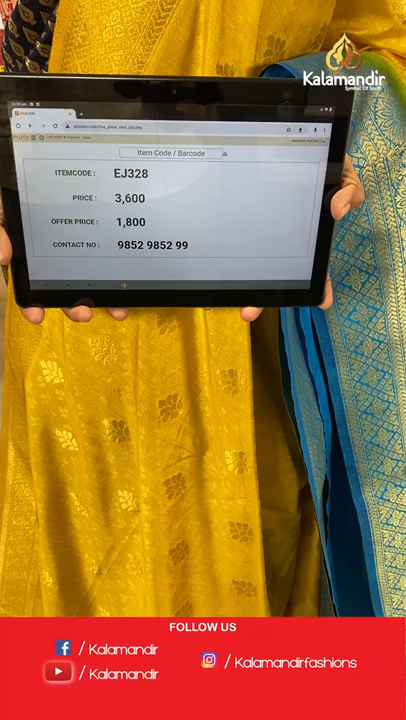 Kalamandir
Symbol Of South
Item Code / Barcode
ITEMCODE : EJ328
PRICE : 3,600
OFFER PRICE : 1,800
CONTACT NO : 9852 9852 99
FOLLOW US
/ Kalamandir
/ Kalamandir
/ Kalamandirfashions